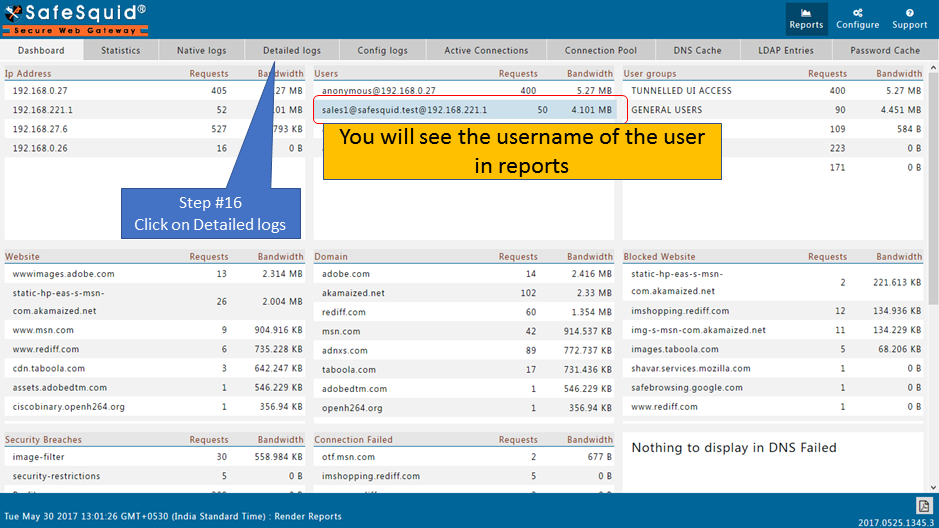 SafeSquid®
Secure Web Gateway
Reports Configure Support
Dashboard Statistics Native logs Detailed logs Config logs Active Connections Connection Pool DNS Cache LDAP Entries Password Cache
Ip Address Requests Bandwidth
192.168.0.27 405 5.27 MB
192.168.221.1 52 .01 MB
192.168.27.6 527 793 KB
192.168.0.26 16 0 B
Users Requests Bandwidth
anonymous@192.168.0.27 400 5.27 MB
sales1@safesquid.test@192.168.221.1 50 4.101 MB
You will see the username of the user
in reports
User groups Requests Bandwidth
TUNNELLED UI ACCESS 400 5.27 MB
GENERAL USERS 90 4.451 MB
109 584 B
223 0 B
171 0 B
Step #16
Click on Detailed logs
Website Requests Bandwidth
wwwimages.adobe.com 13 2.314 MB
static-hp-eas-s-msn-
com.akamaized.net 26 2.004 MB
www.msn.com 9 904.916 KB
www.rediff.com 6 735.228 KB
cdn.taboola.com 3 642.247 KB
assets.adobedtm.com 1 546.229 KB
ciscobinary.openh264.org 1 356.94 KB
Domain Requests Bandwidth
adobe.com 14 2.416 MB
akamaized.net 102 2.33 MB
rediff.com 60 1.354 MB
msn.com 42 914.537 KB
adnxs.com 89 772.737 KB
taboola.com 17 731.436 KB
adobedtm.com 1 546.229 KB
openh264.org 1 356.94 KB
Blocked Website Requests Bandwidth
static-hp-eas-s-msn-
com.akamaized.net 2 221.613 KB
imshopping.rediff.com 12 134.936 KB
img-s-msn-com.akamaized.net 11 134.229 KB
images.taboola.com 5 68.206 KB
shavar.services.mozilla.com 1 0 B
safebrowsing.google.com 1 0 B
www.rediff.com 1 0 B
Security Breaches Requests Bandwidth
image-filter 30 558.984 KB
security-restrictions 5 0 B
Connection Failed Requests Bandwidth
otf.msn.com 2 677 B
imshopping.rediff.com 5 0 B
Nothing to display in DNS Failed
Tue May 30 2017 13:01:26 GMT+0530 (India Standard Time) : Render Reports
2017.0525.1345.3